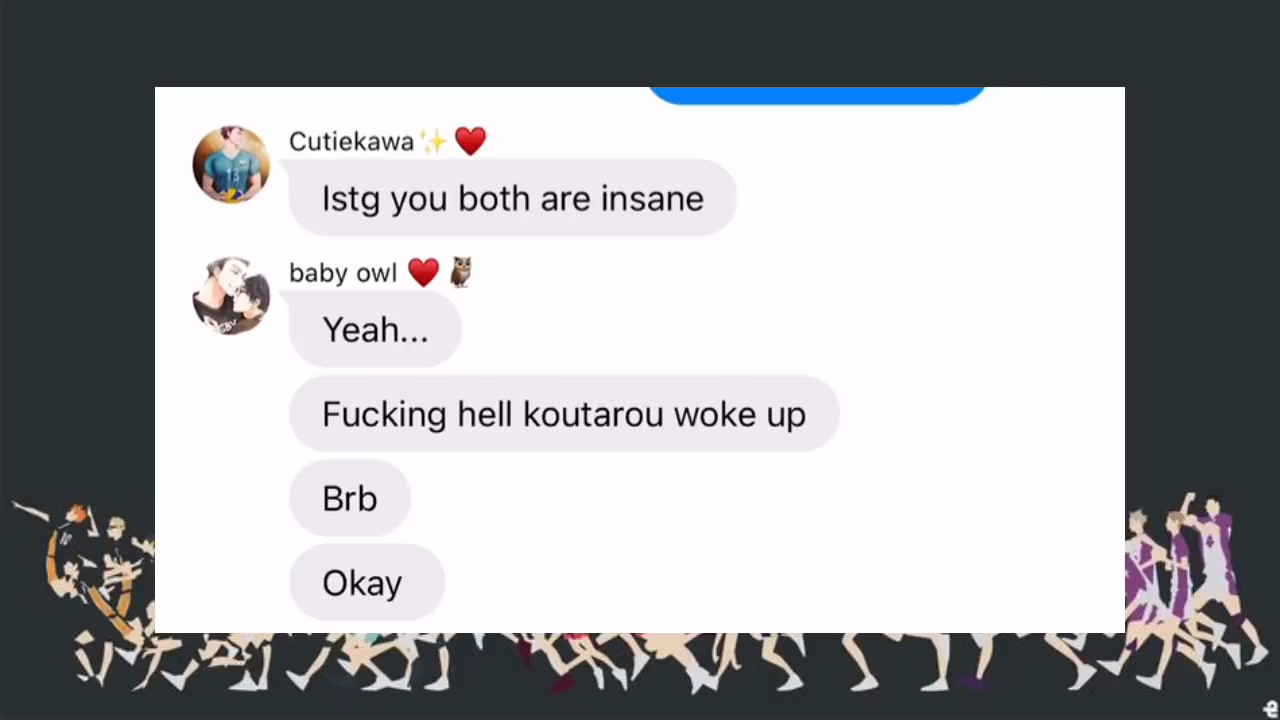 Cutiekawa✨❤️
Istg you both are insane
baby owl ❤️🦉
Yeah...
Fucking hell koutarou woke up
Brb
Okay